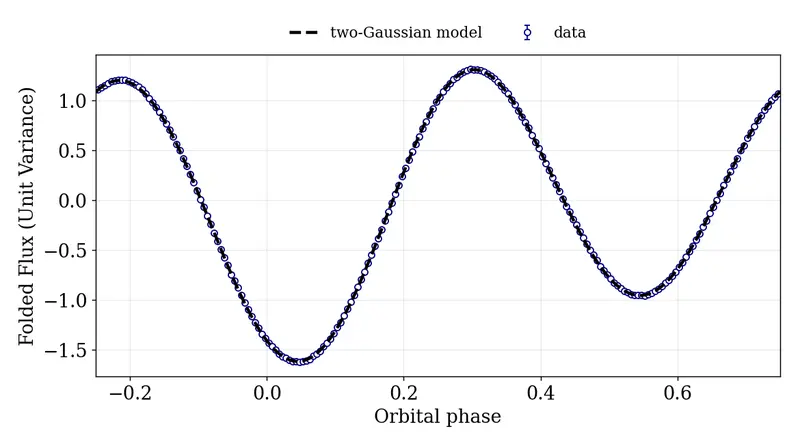 two-Gaussian model
data
Folded Flux (Unit Variance)
1.0
0.5
0.0
−0.5
−1.0
−1.5
−0.2
0.0
0.2
0.4
0.6
Orbital phase